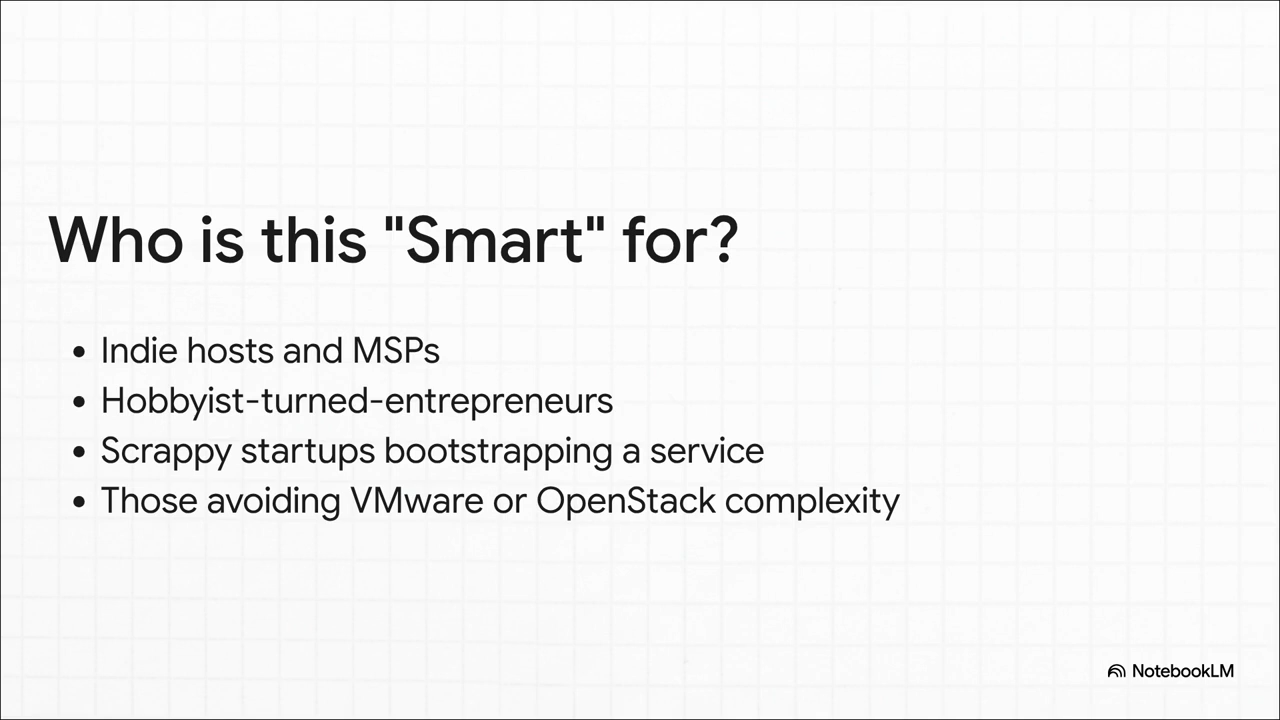 Who is this "Smart" for?
• Indie hosts and MSPs
• Hobbyist-turned-entrepreneurs
• Scrappy startups bootstrapping a service
• Those avoiding VMware or OpenStack complexity
NotebookLM